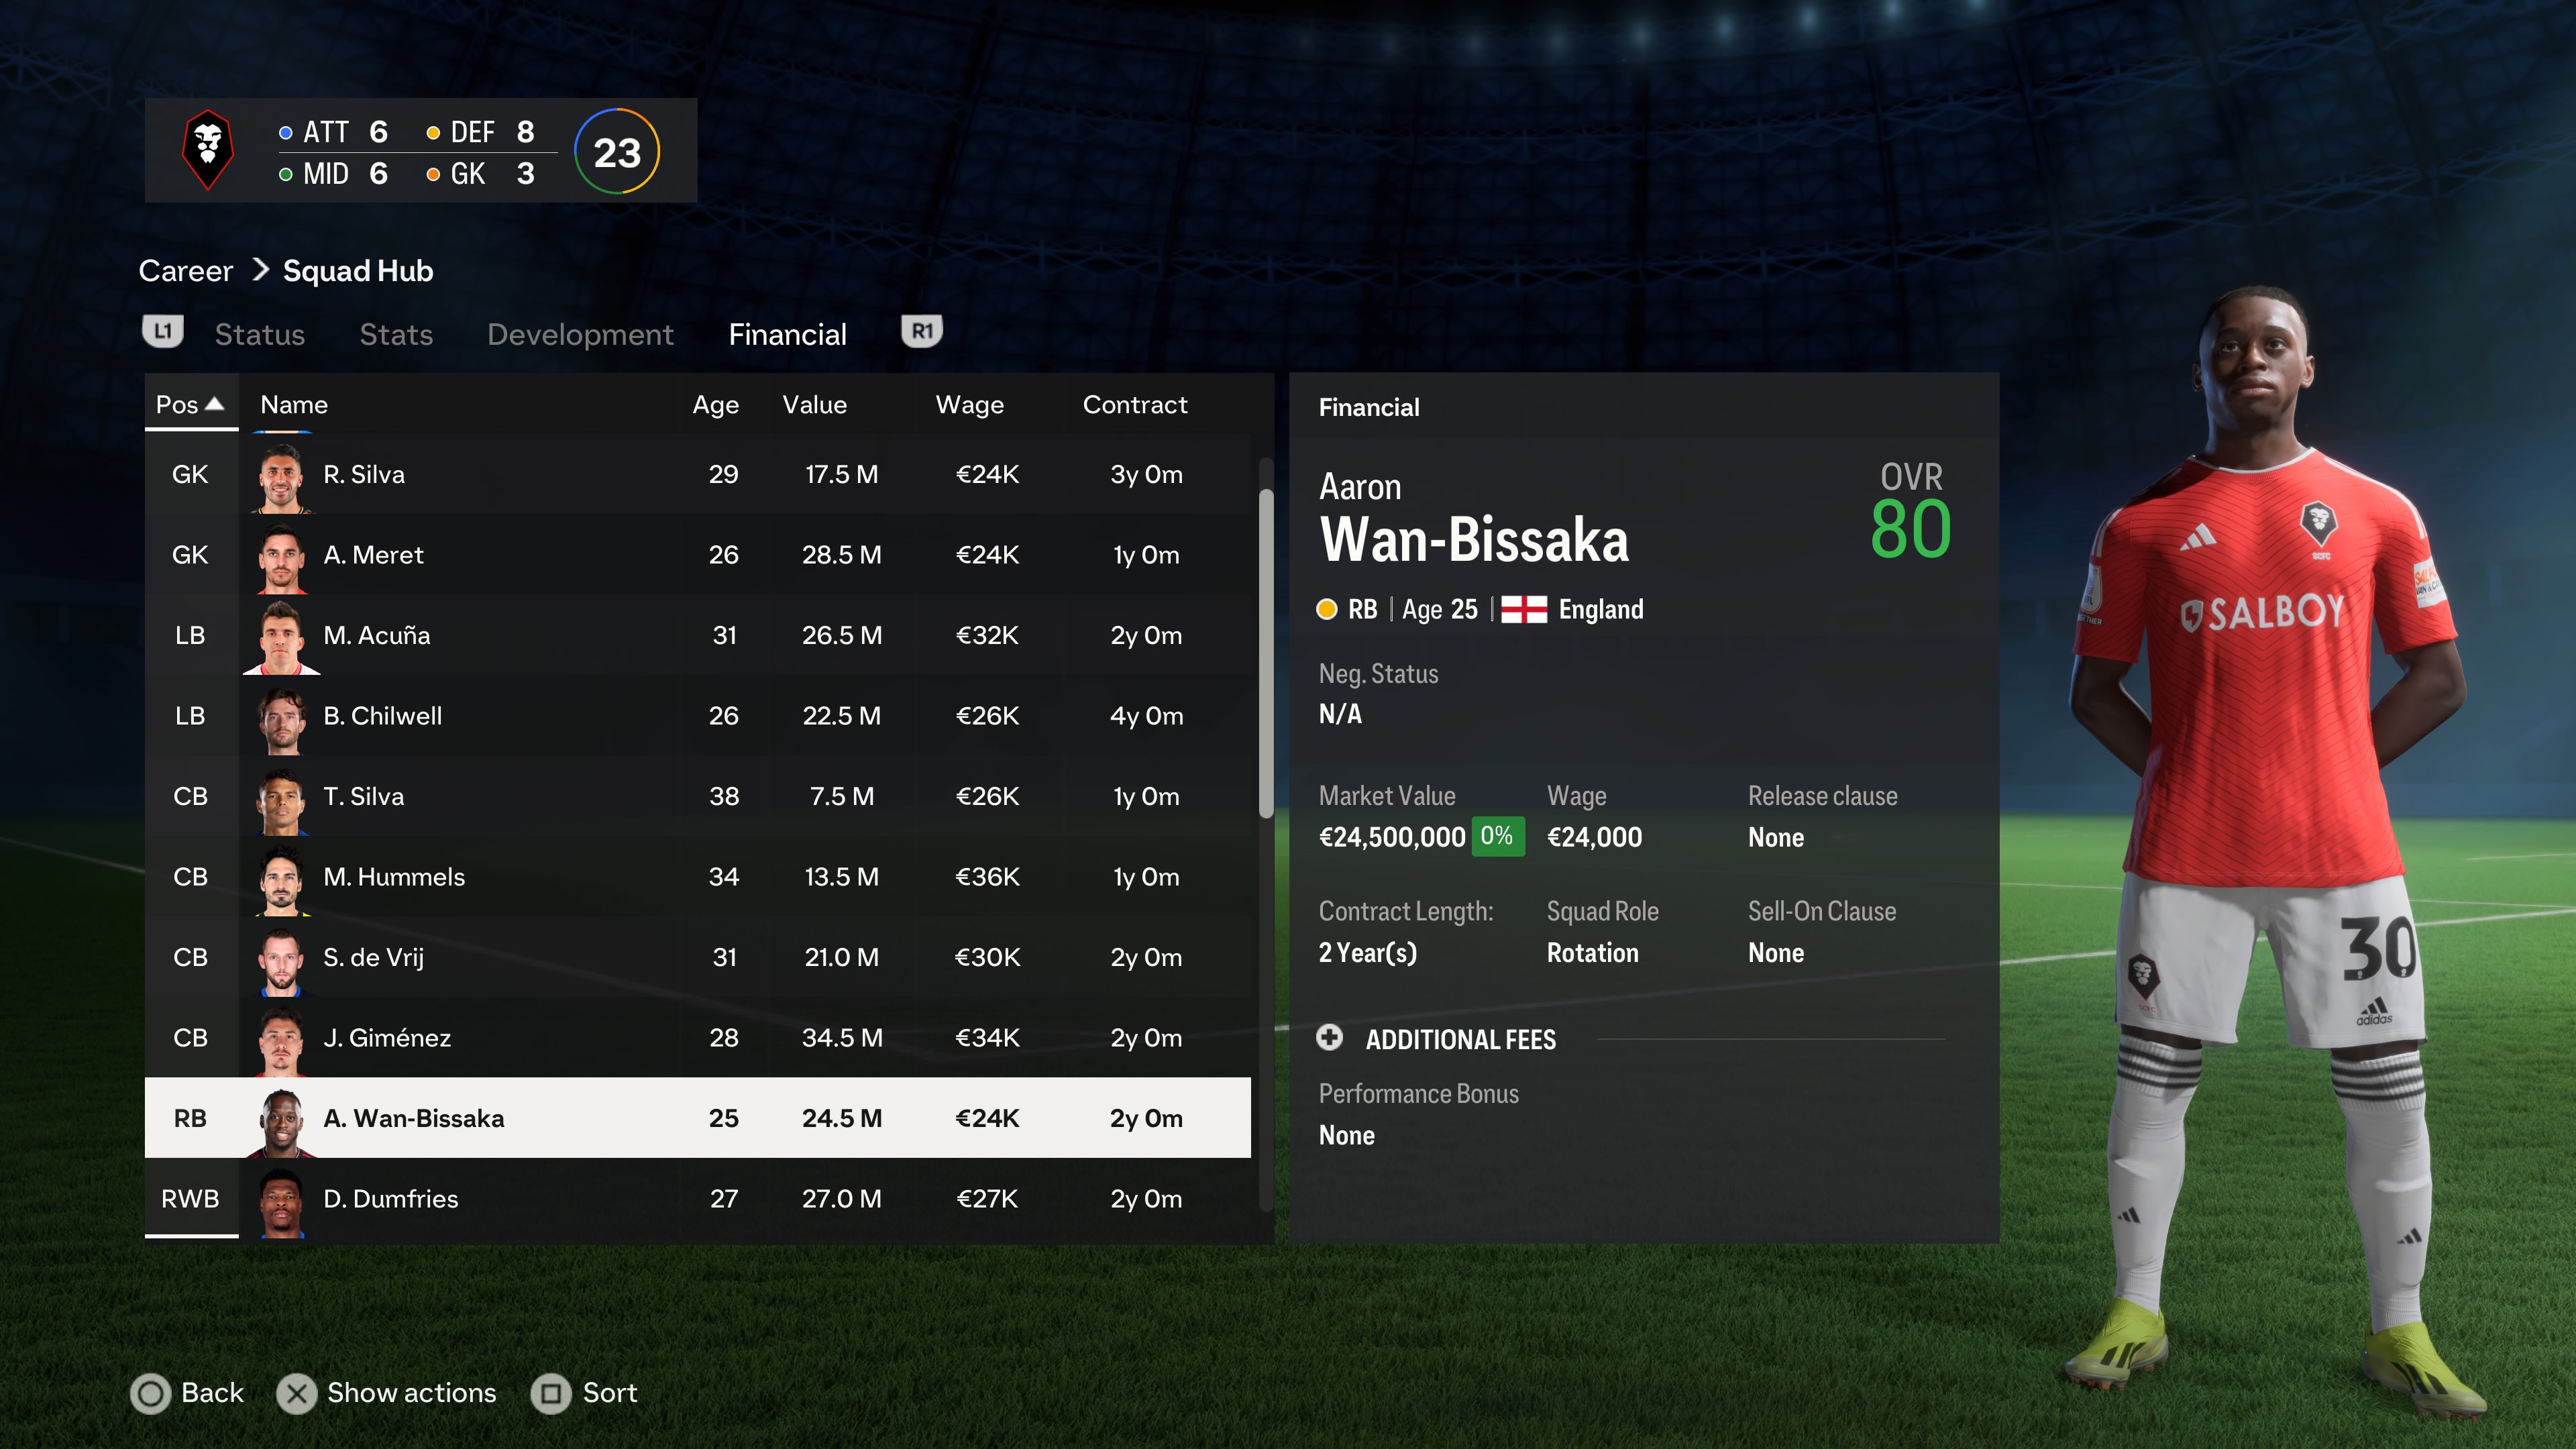 ATT 6 DEF 8
MID 6 GK 3
23
Career > Squad Hub
L1 Status Stats Development Financial R1
Pos Name Age Value Wage Contract
GK R. Silva 29 17.5 M €24K 3y 0m
GK A. Meret 26 28.5 M €24K 1y 0m
LB M. Acuña 31 26.5 M €32K 2y 0m
LB B. Chilwell 26 22.5 M €26K 4y 0m
CB T. Silva 38 7.5 M €26K 1y 0m
CB M. Hummels 34 13.5 M €36K 1y 0m
CB S. de Vrij 31 21.0 M €30K 2y 0m
CB J. Giménez 28 34.5 M €34K 2y 0m
RB A. Wan-Bissaka 25 24.5 M €24K 2y 0m
RWB D. Dumfries 27 27.0 M €27K 2y 0m
Financial
Aaron
Wan-Bissaka
OVR
80
RB | Age 25 | England
Neg. Status
N/A
Market Value Wage Release clause
€24,500,000 0% €24,000 None
Contract Length: Squad Role Sell-On Clause
2 Year(s) Rotation None
ADDITIONAL FEES
Performance Bonus
None
SCFC
SALBOY
30
adidas
Back Show actions Sort